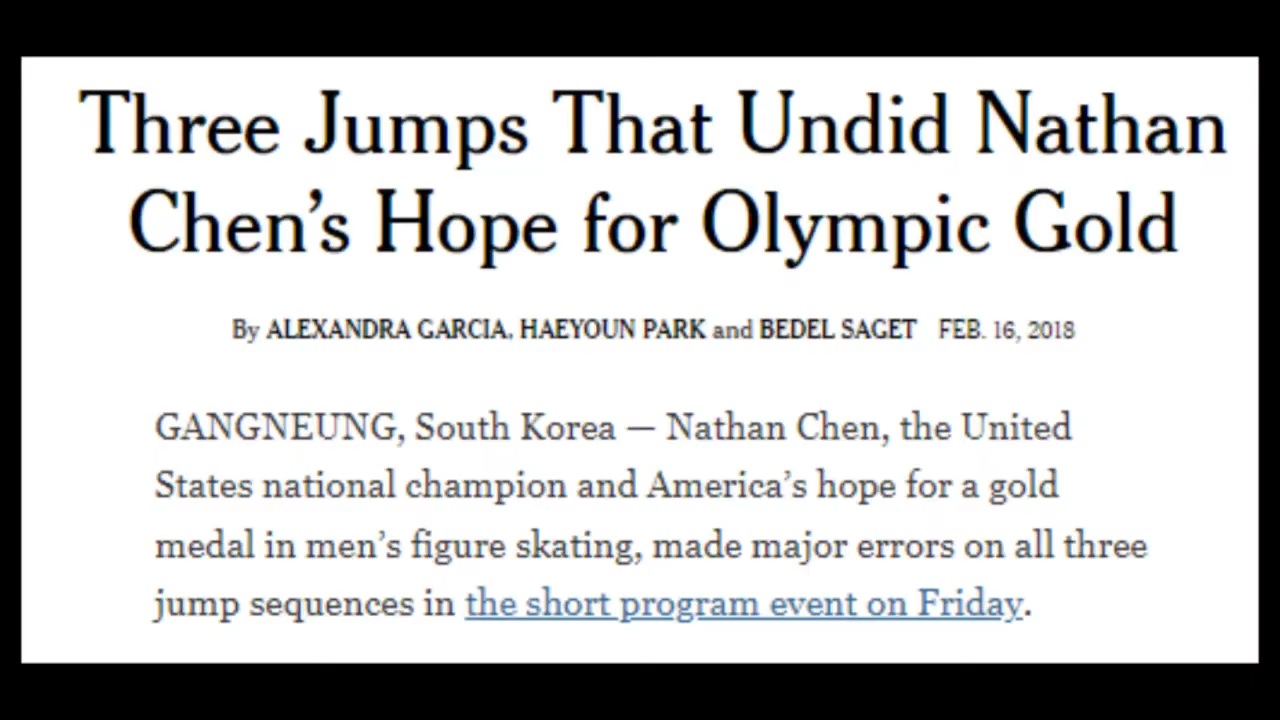 Three Jumps That Undid Nathan
Chen’s Hope for Olympic Gold
By ALEXANDRA GARCIA, HAEYOUN PARK and BEDEL SAGET FEB. 16, 2018
GANGNEUNG, South Korea — Nathan Chen, the United
States national champion and America’s hope for a gold
medal in men’s figure skating, made major errors on all three
jump sequences in the short program event on Friday.